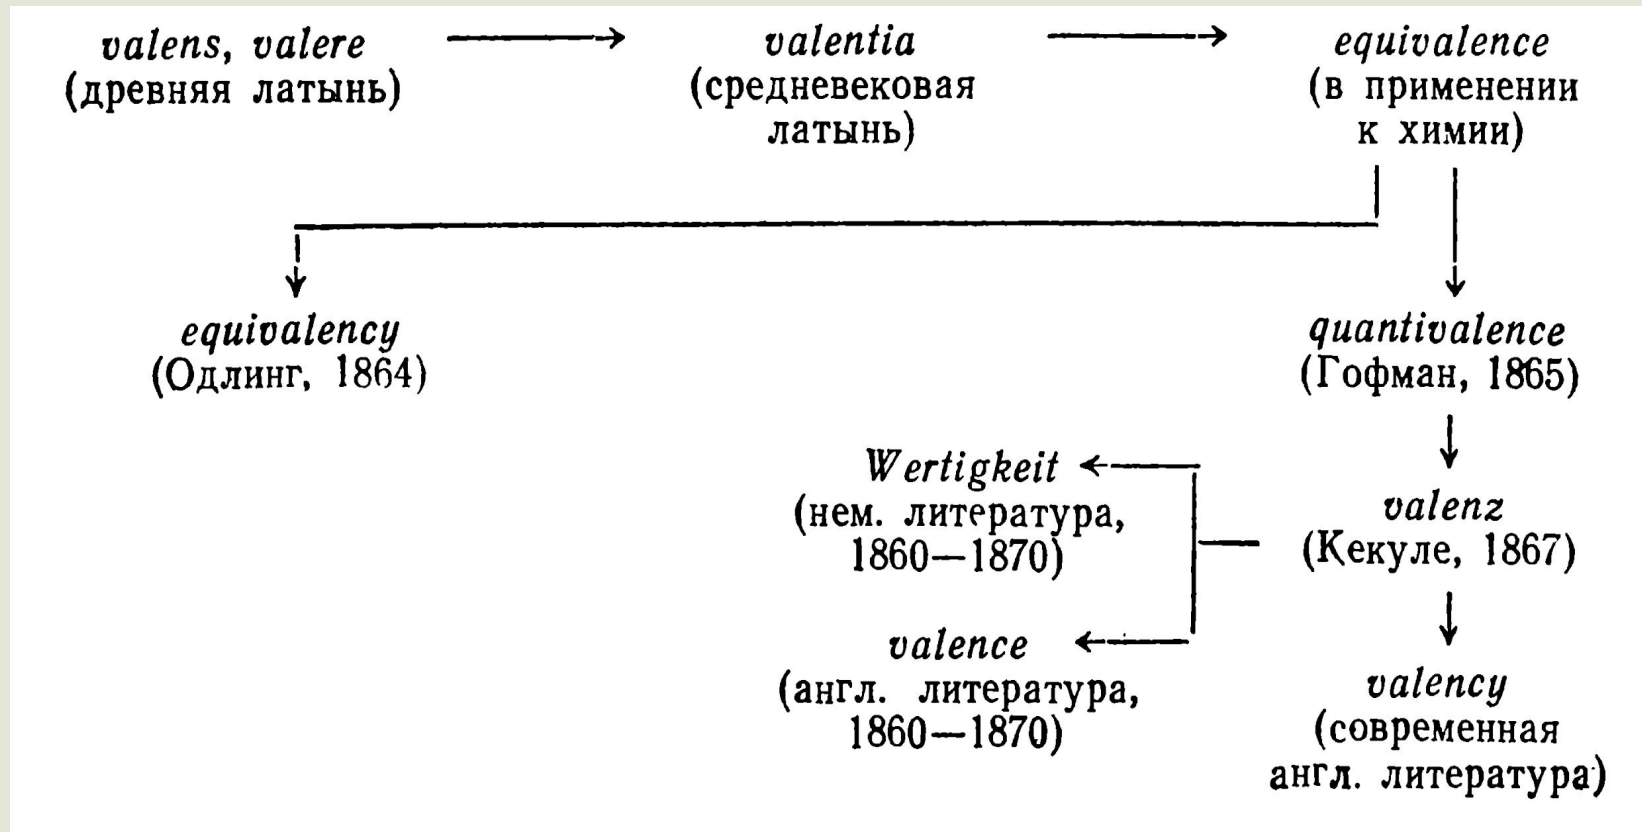 valens, valere
(древняя латынь)
valentia
(средневековая
латынь)
equivalence
(в применении
к химии)
equivalency
(Одлинг, 1864)
quantivalence
(Гофман, 1865)
Wertigkeit
(нем. литература,
1860—1870)
valenz
(Кекуле, 1867)
valence
(англ. литература,
1860—1870)
valency
(современная
англ. литература)